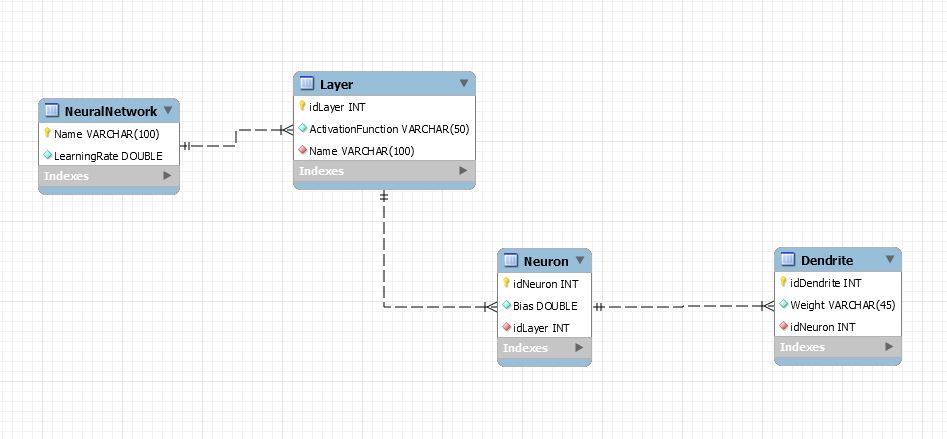 NeuralNetwork
Name VARCHAR(100)
LearningRate DOUBLE
Indexes
Layer
idLayer INT
ActivationFunction VARCHAR(50)
Name VARCHAR(100)
Indexes
Neuron
idNeuron INT
Bias DOUBLE
idLayer INT
Indexes
Dendrite
idDendrite INT
Weight VARCHAR(45)
idNeuron INT
Indexes